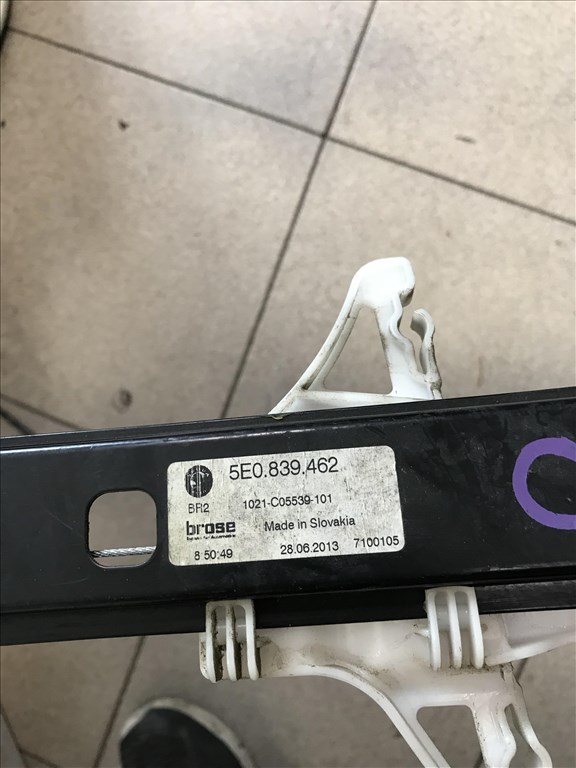 5E0.839.462
BR2
1021-C05539-101
brose
Made in Slovakia
8 50:49 28.06.2013 7100105